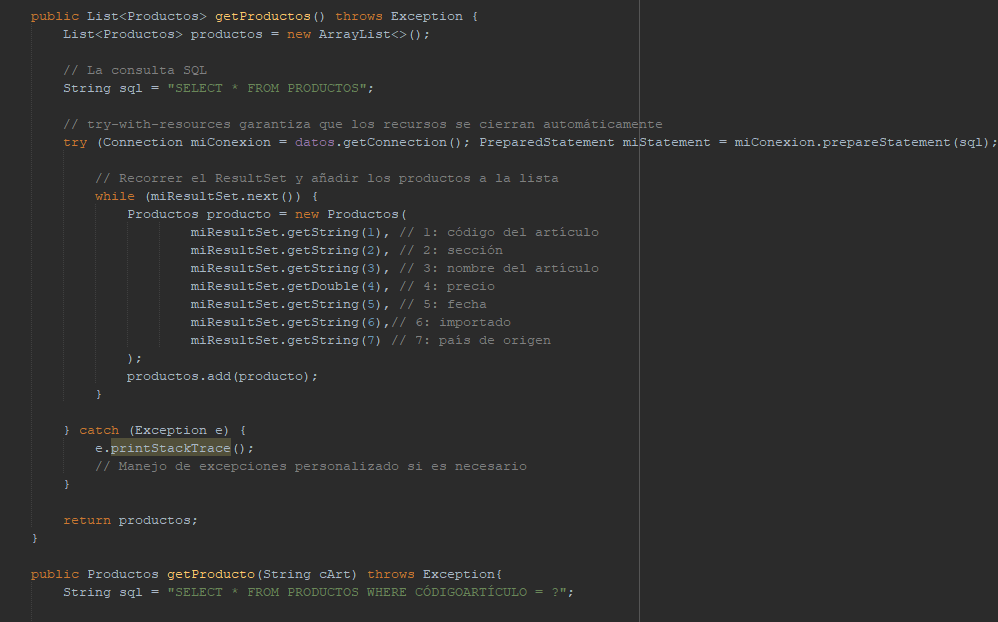 public List<Productos> getProductos() throws Exception {
List<Productos> productos = new ArrayList<>();
// La consulta SQL
String sql = "SELECT * FROM PRODUCTOS";
// try-with-resources garantiza que los recursos se cierran automáticamente
try (Connection miConexion = datos.getConnection(); PreparedStatement miStatement = miConexion.prepareStatement(sql);
// Recorrer el ResultSet y añadir los productos a la lista
while (miResultSet.next()) {
Productos producto = new Productos(
miResultSet.getString(1), // 1: código del artículo
miResultSet.getString(2), // 2: sección
miResultSet.getString(3), // 3: nombre del artículo
miResultSet.getDouble(4), // 4: precio
miResultSet.getString(5), // 5: fecha
miResultSet.getString(6),// 6: importado
miResultSet.getString(7) // 7: país de origen
);
productos.add(producto);
}
} catch (Exception e) {
e.printStackTrace();
// Manejo de excepciones personalizado si es necesario
}
return productos;
}
public Productos getProducto(String cArt) throws Exception{
String sql = "SELECT * FROM PRODUCTOS WHERE CÓDIGOARTÍCULO = ?";